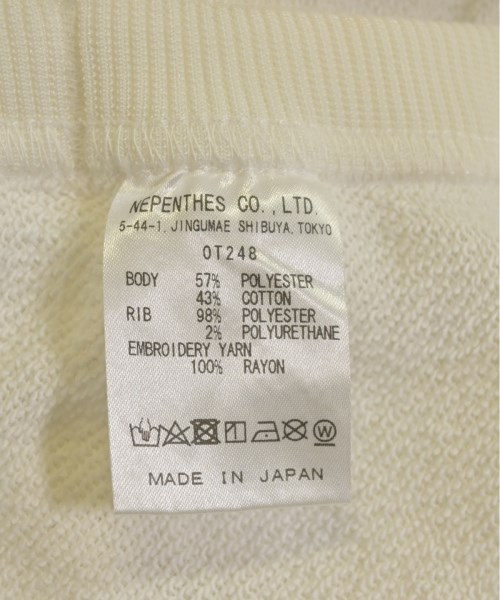 NEPENTHES CO.,LTD.
5-44-1, JINGUMAE SHIBUYA, TOKYO
OT248
BODY 57% POLYESTER
43% COTTON
RIB 98% POLYESTER
2% POLYURETHANE
EMBROIDERY YARN
100% RAYON
W
MADE IN JAPAN